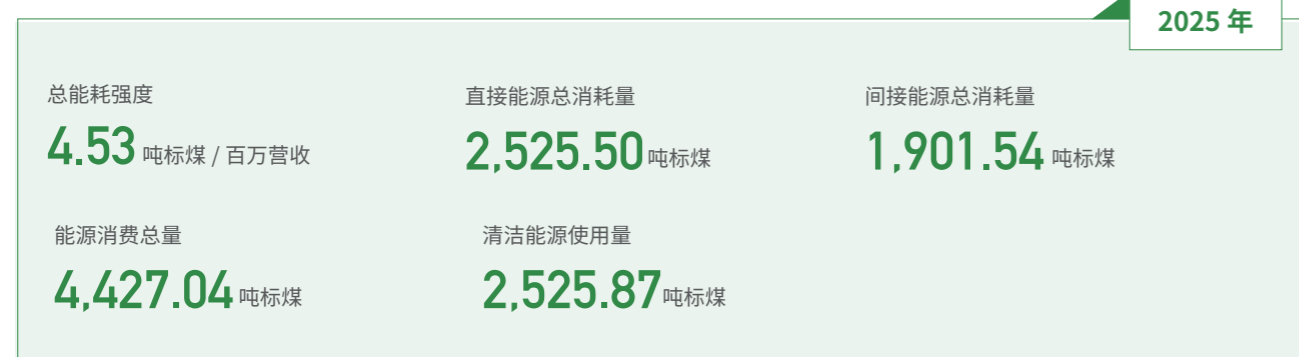 2025 年
总能耗强度
4.53 吨标煤 / 百万营收
直接能源总消耗量
2,525.50 吨标煤
间接能源总消耗量
1,901.54 吨标煤
能源消费总量
4,427.04 吨标煤
清洁能源使用量
2,525.87 吨标煤